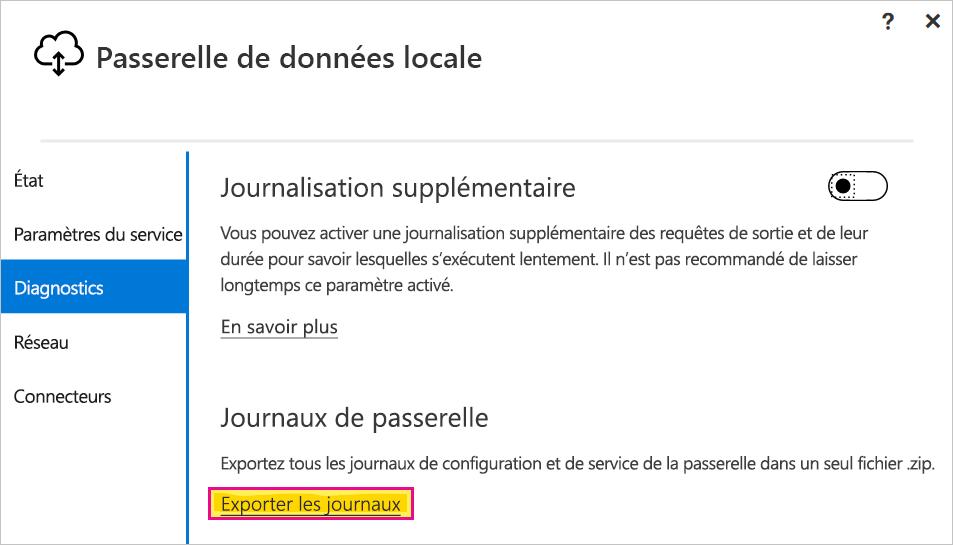 ?
Passerelle de données locale
État
Paramètres du service
Diagnostics
Réseau
Connecteurs
Journalisation supplémentaire
Vous pouvez activer une journalisation supplémentaire des requêtes de sortie et de leur
durée pour savoir lesquelles s’exécutent lentement. Il n’est pas recommandé de laisser
longtemps ce paramètre activé.
En savoir plus
Journaux de passerelle
Exportez tous les journaux de configuration et de service de la passerelle dans un seul fichier .zip.
Exporter les journaux